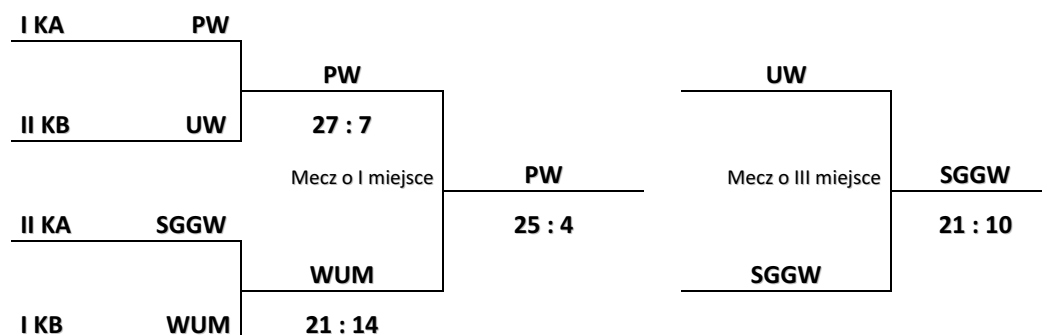 I KA PW
PW UW
II KB UW 27 : 7
Mecz o I miejsce PW Mecz o III miejsce SGGW
II KA SGGW 25 : 4 21 : 10
WUM SGGW
I KB WUM 21 : 14